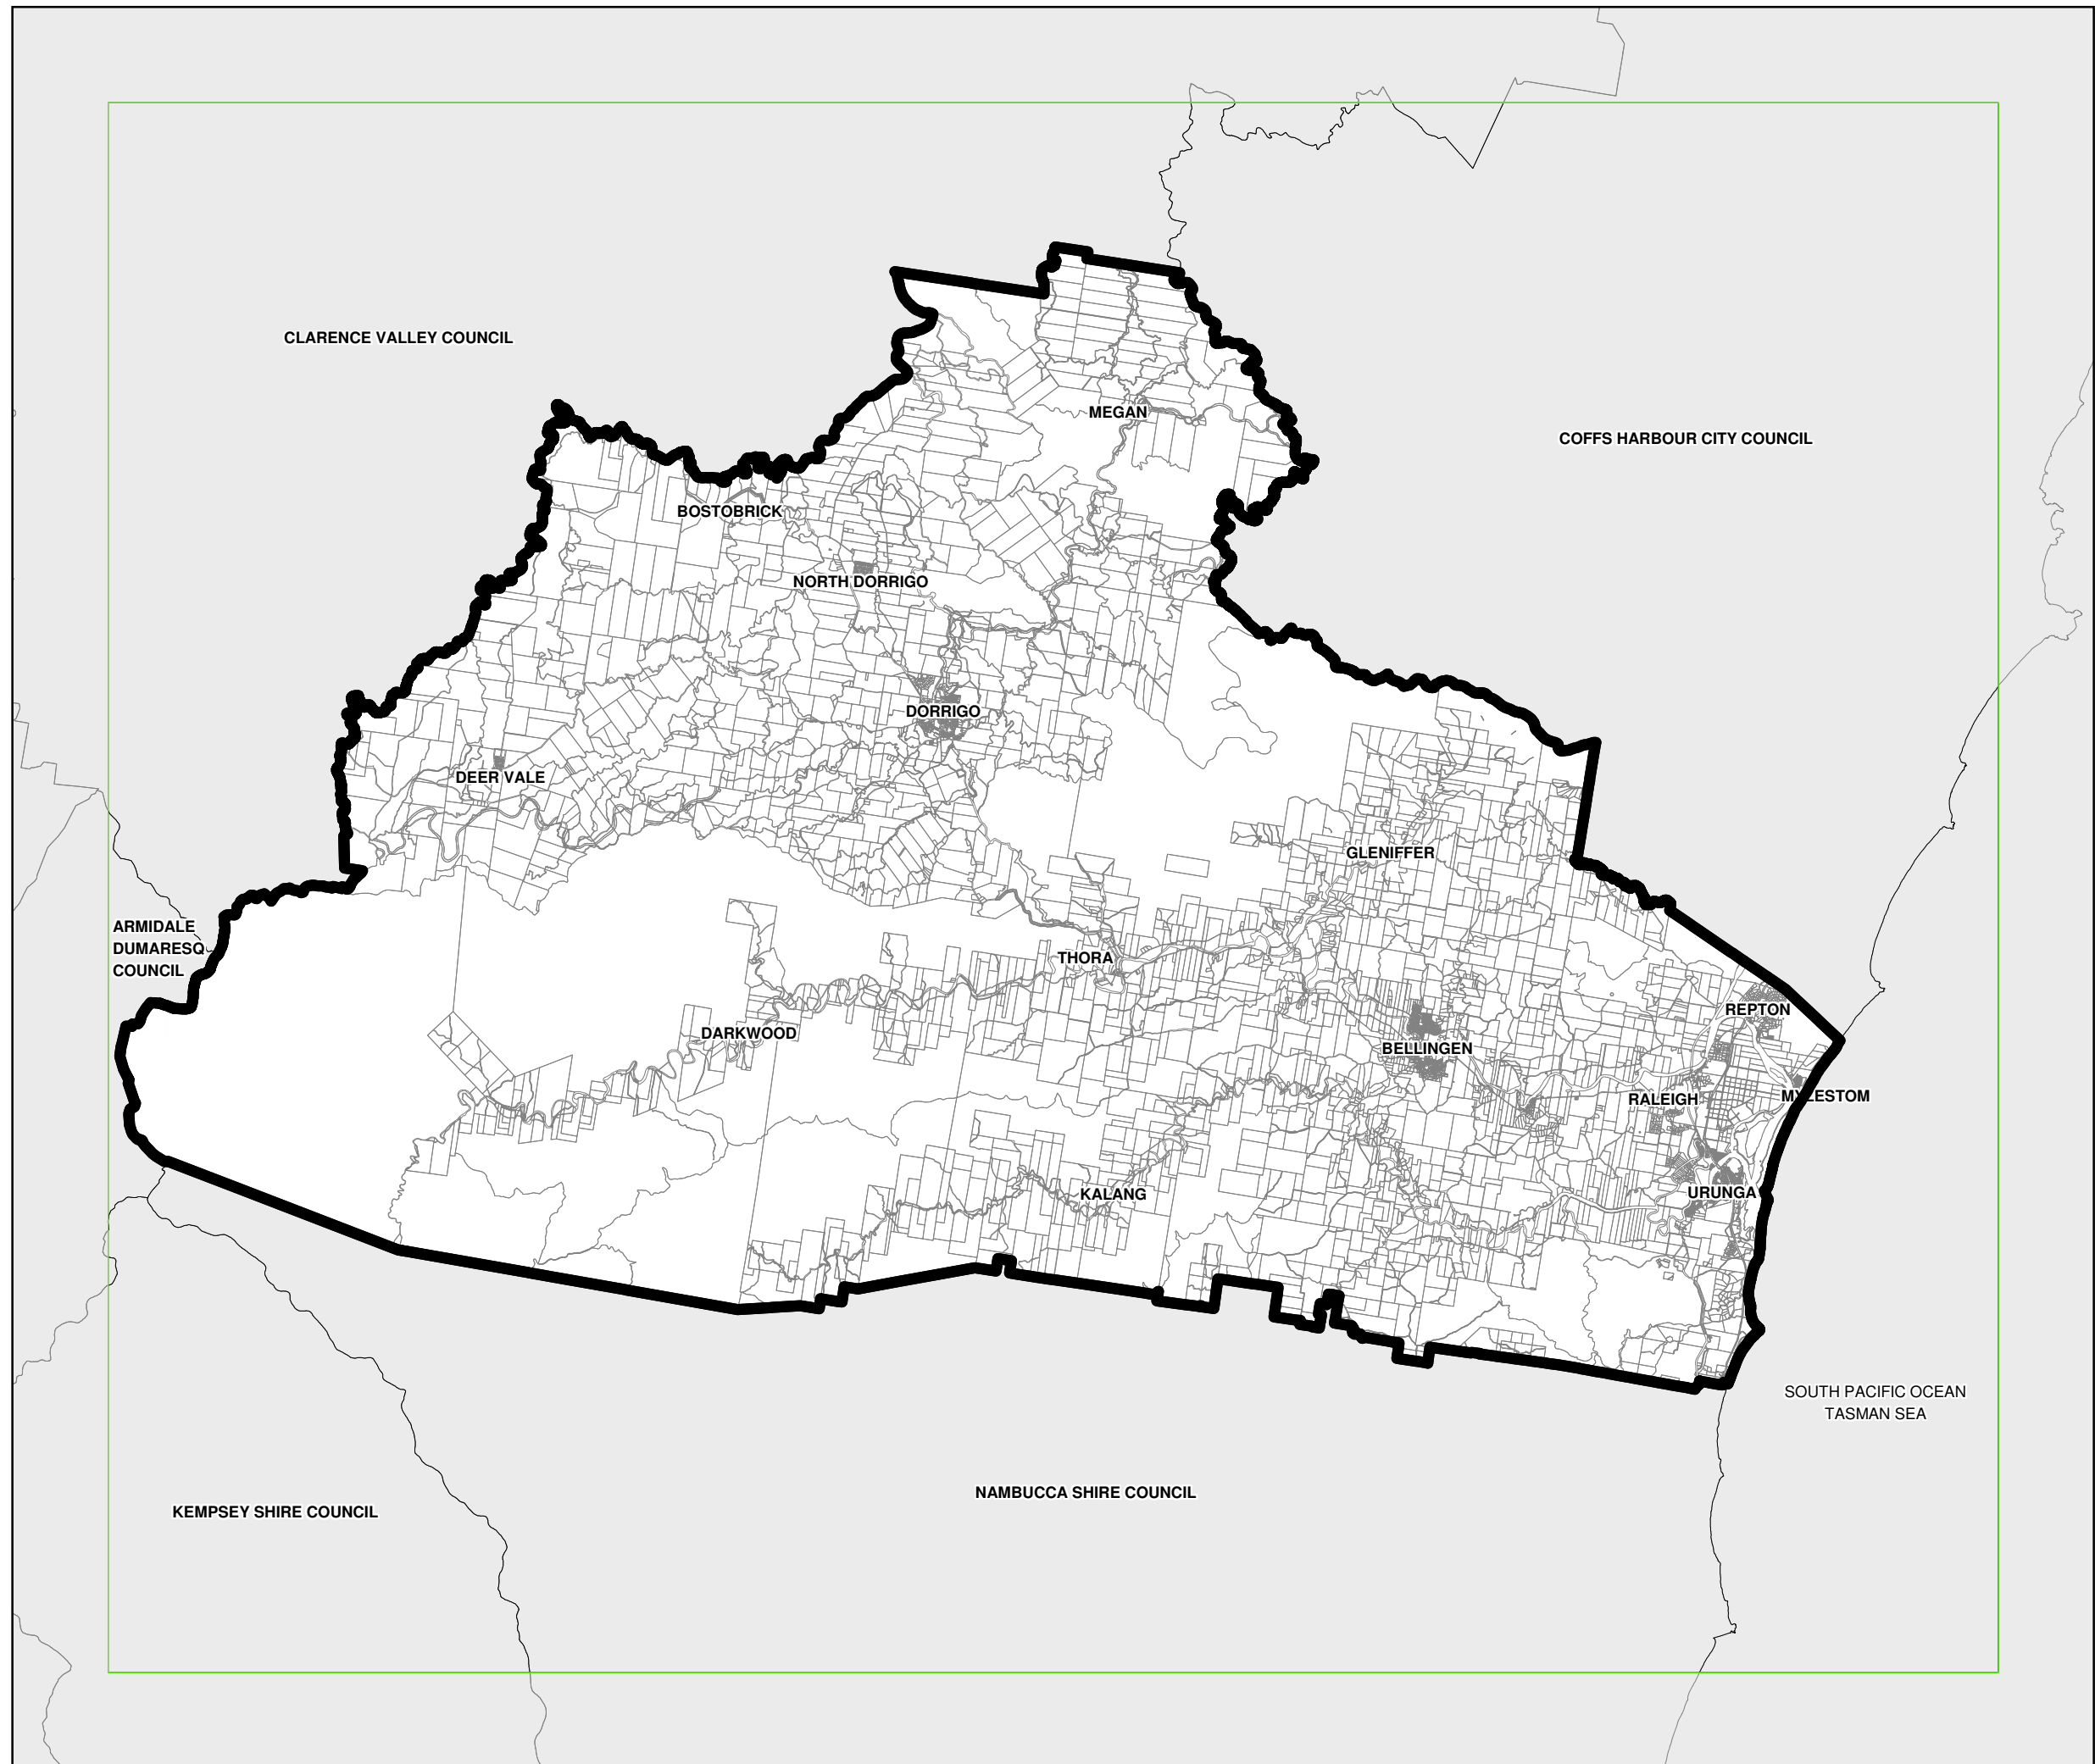 CLARENCE VALLEY COUNCIL
MEGAN
COFFS HARBOUR CITY COUNCIL
BOSTOBRICK
NORTH DORRIGO
DORRIGO
DEER VALE
GLENIFFER
ARMIDALE
DUMARESQ
COUNCIL
THORA
REPTON
DARKWOOD
BELLINGEN
MYLESTOM
RALEIGH
KALANG
URUNGA
SOUTH PACIFIC OCEAN
TASMAN SEA
NAMBUCCA SHIRE COUNCIL
KEMPSEY SHIRE COUNCIL